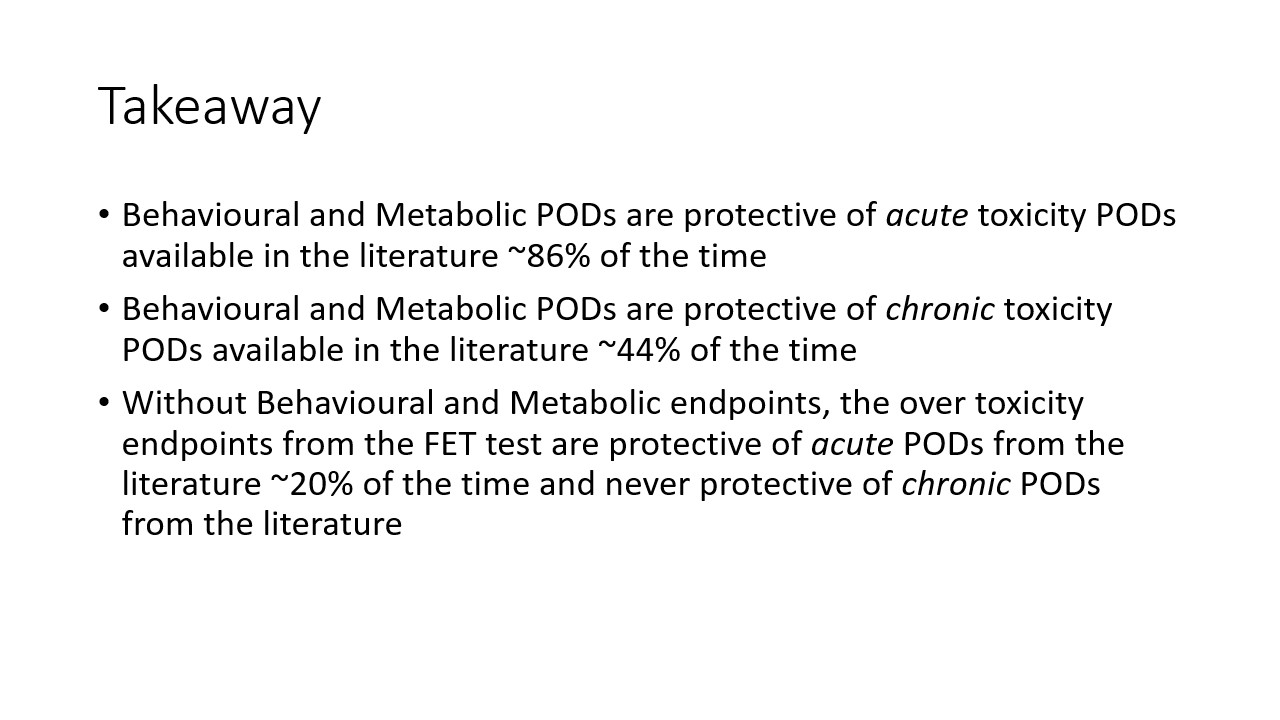 Takeaway
• Behavioural and Metabolic PODs are protective of acute toxicity PODs
available in the literature ~86% of the time
• Behavioural and Metabolic PODs are protective of chronic toxicity
PODs available in the literature ~44% of the time
• Without Behavioural and Metabolic endpoints, the over toxicity
endpoints from the FET test are protective of acute PODs from the
literature ~20% of the time and never protective of chronic PODs
from the literature